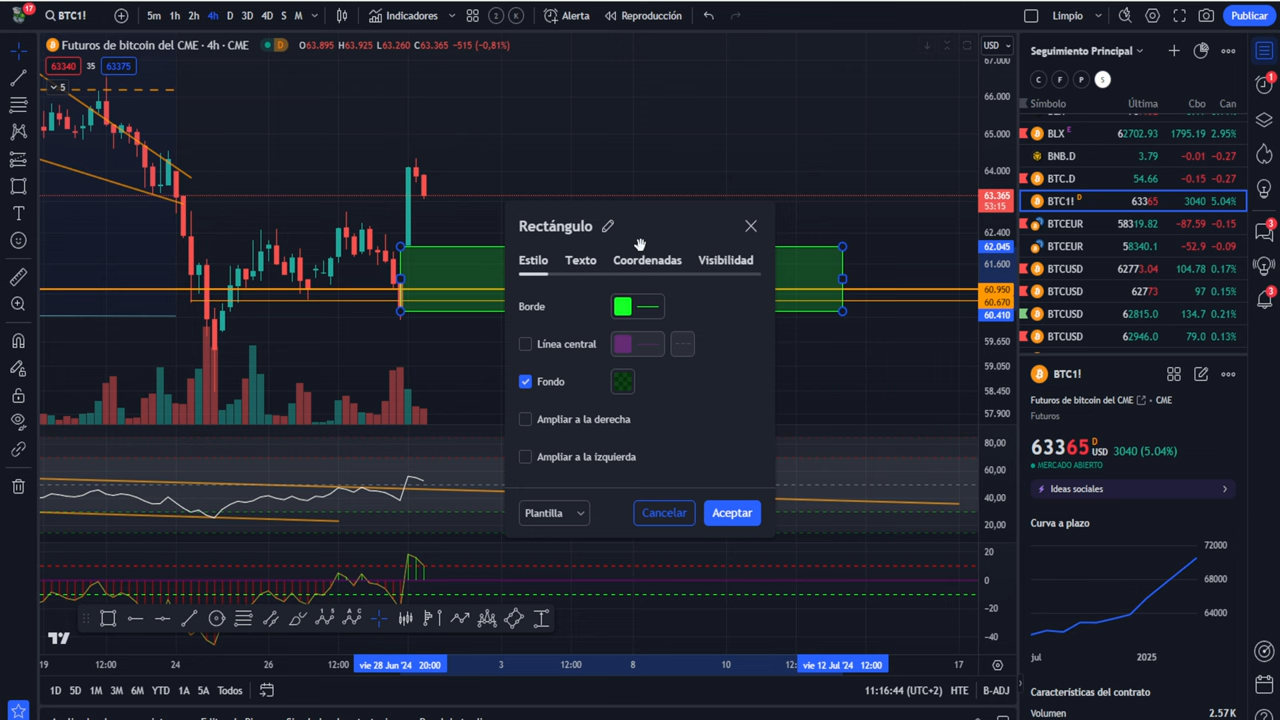 17
BTC1!
5m 1h 2h 4h D 3D 4D S M
Indicadores
2 K
Alerta
Reproducción
Limpio
Publicar
Futuros de bitcoin del CME · 4h · CME
D
O63.895 H63.925 L63.260 C63.365 -515 (-0,81%)
USD
63340 35 63375
5
67.000
66.000
65.000
64.000
63.365
53:15
62.400
62.045
61.600
60.950
60.670
60.410
59.650
59.050
58.450
57.900
80,00
60,00
40,00
20,00
20
0
-20
-40
Rectángulo
Estilo Texto Coordenadas Visibilidad
Borde
Línea central
Fondo
Ampliar a la derecha
Ampliar a la izquierda
Plantilla Cancelar Aceptar
19 12:00 24 26 12:00 vie 28 Jun '24 20:00 3 12:00 8 10 12: vie 12 Jul '24 12:00 17
1D 5D 1M 3M 6M YTD 1A 5A Todos
11:16:44 (UTC+2) HTE B-ADJ
Seguimiento Principal
C F P S
Símbolo Última Cbo Can
BLX E 62702.93 1795.19 2.95%
BNB.D 3.79 -0.01 -0.27
BTC.D 54.66 -0.15 -0.27
BTC1! D 63365 3040 5.04%
BTCEUR 58319.82 -87.59 -0.15
BTCEUR 58340.1 -52.9 -0.09
BTCUSD 62773.04 104.78 0.17%
BTCUSD 62773 97 0.15%
BTCUSD 62815.0 134.7 0.21%
BTCUSD 62946.0 79.0 0.13%
BTC1!
Futuros de bitcoin del CME · CME
Futuros
63365 D USD 3040 (5.04%)
MERCADO ABIERTO
Ideas sociales
Curva a plazo
72000
68000
64000
jul 2025
Características del contrato
Volumen 2.57 K
1
3
3